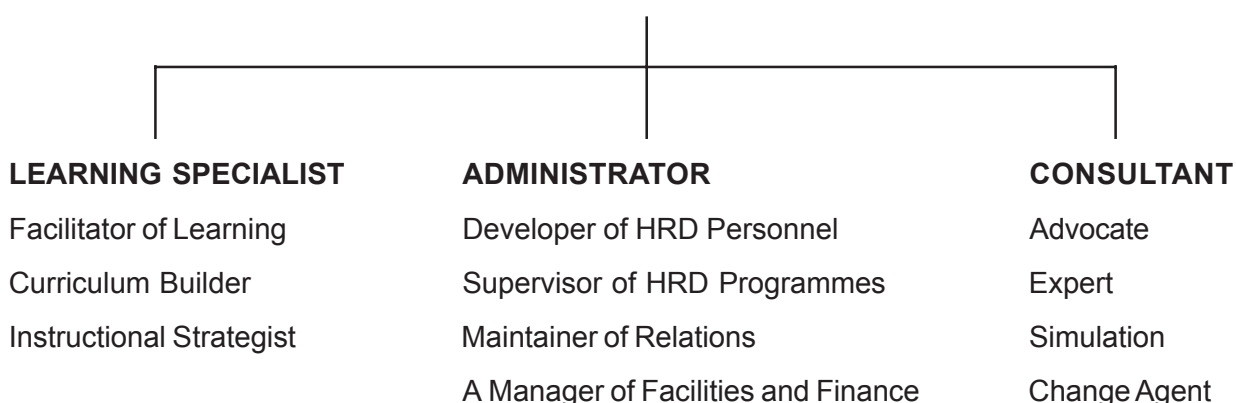 LEARNING SPECIALIST
Facilitator of Learning
Curriculum Builder
Instructional Strategist
ADMINISTRATOR
Developer of HRD Personnel
Supervisor of HRD Programmes
Maintainer of Relations
A Manager of Facilities and Finance
CONSULTANT
Advocate
Expert
Simulation
Change Agent